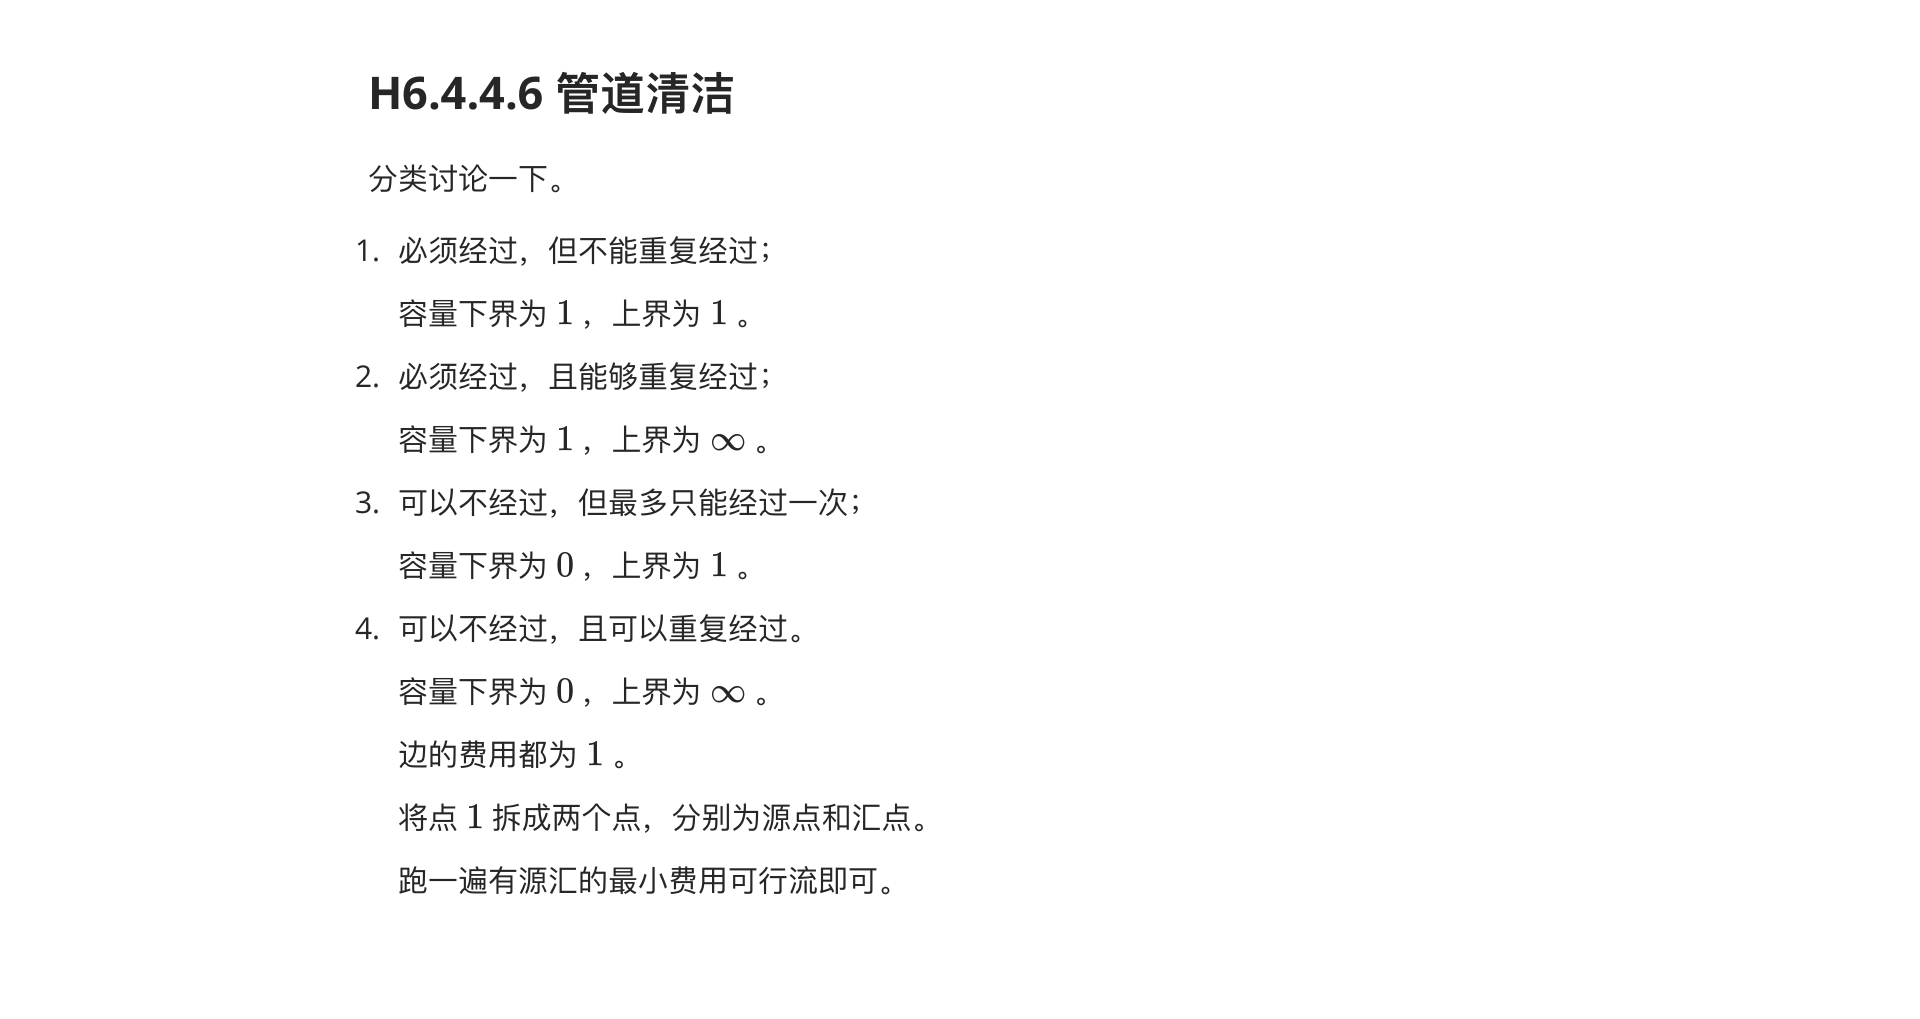 H6.4.4.6 管道清洁
分类讨论一下。
1. 必须经过，但不能重复经过；
容量下界为 1 ，上界为 1 。
2. 必须经过，且能够重复经过；
容量下界为 1 ，上界为 ∞ 。
3. 可以不经过，但最多只能经过一次；
容量下界为 0 ，上界为 1 。
4. 可以不经过，且可以重复经过。
容量下界为 0 ，上界为 ∞ 。
边的费用都为 1 。
将点 1 拆成两个点，分别为源点和汇点。
跑一遍有源汇的最小费用可行流即可。